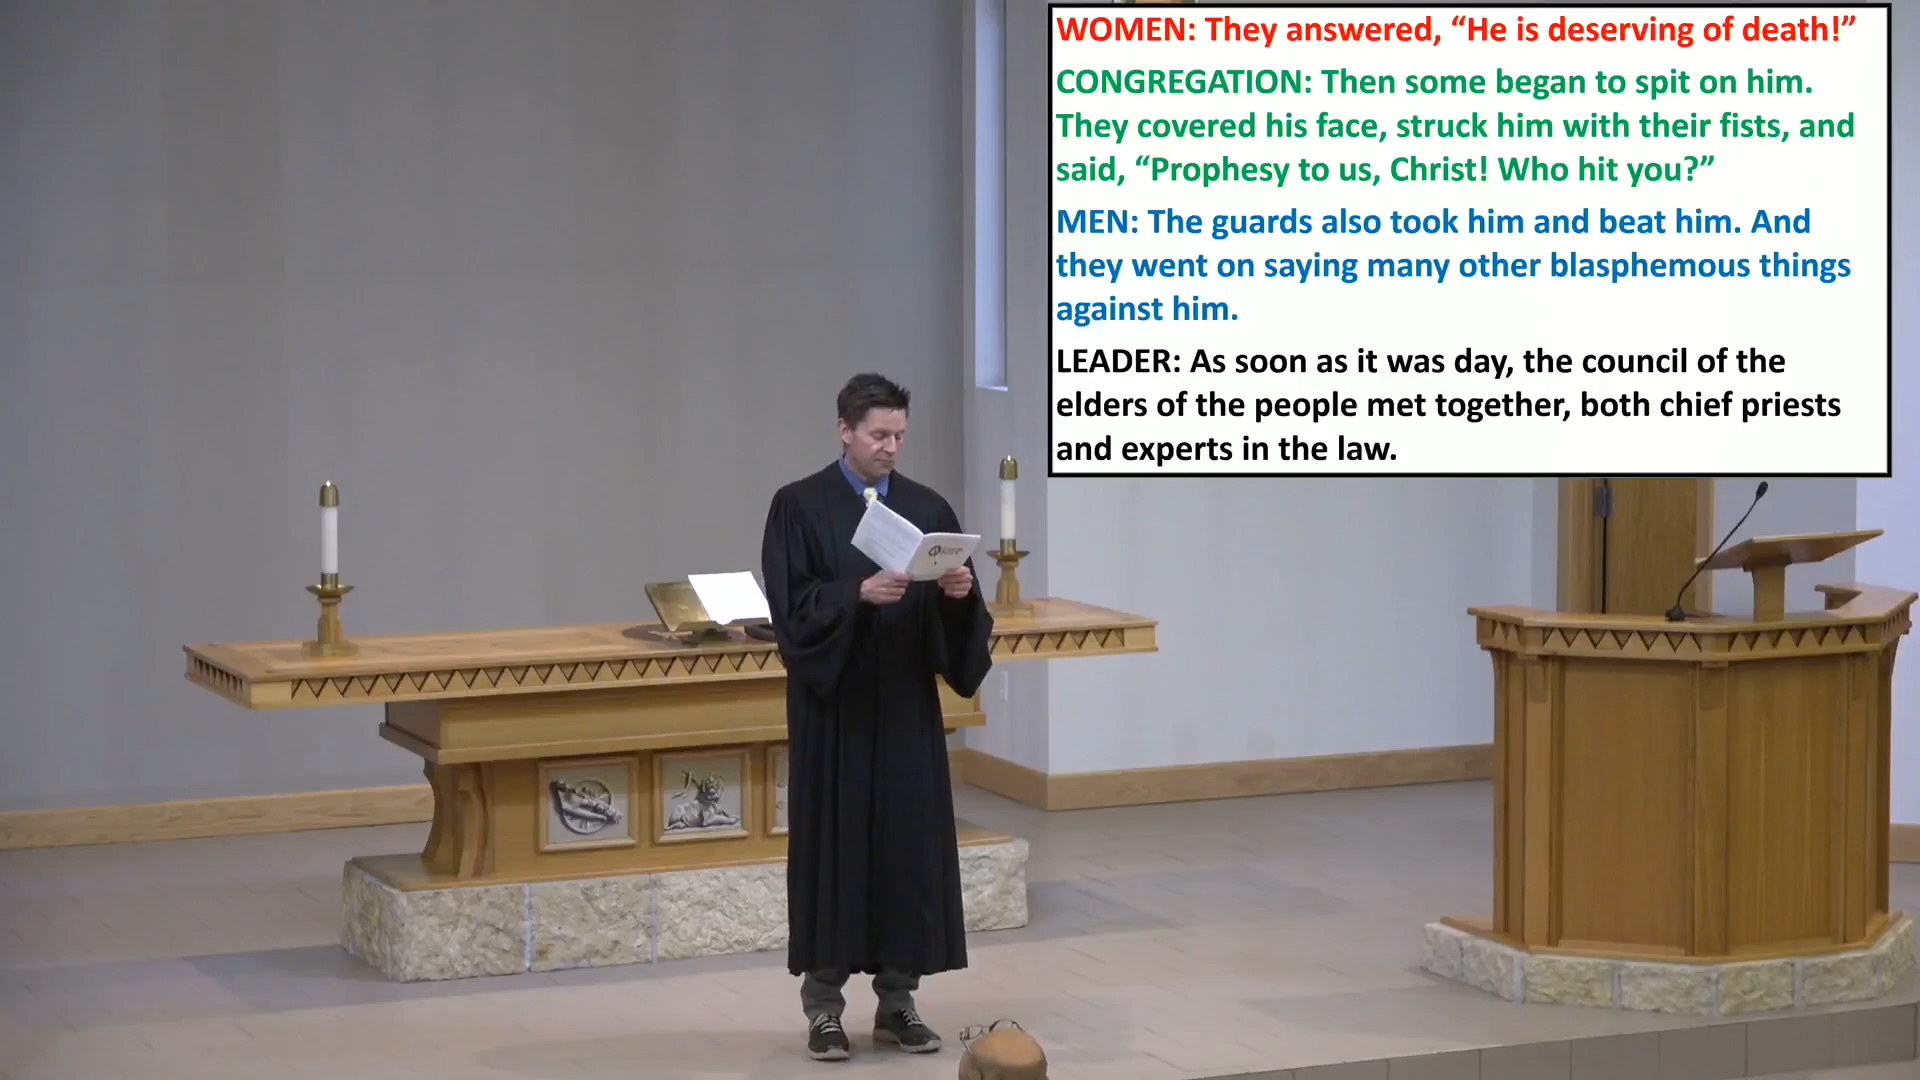 WOMEN: They answered, “He is deserving of death!”
CONGREGATION: Then some began to spit on him.
They covered his face, struck him with their fists, and
said, “Prophesy to us, Christ! Who hit you?”
MEN: The guards also took him and beat him. And
they went on saying many other blasphemous things
against him.
LEADER: As soon as it was day, the council of the
elders of the people met together, both chief priests
and experts in the law.